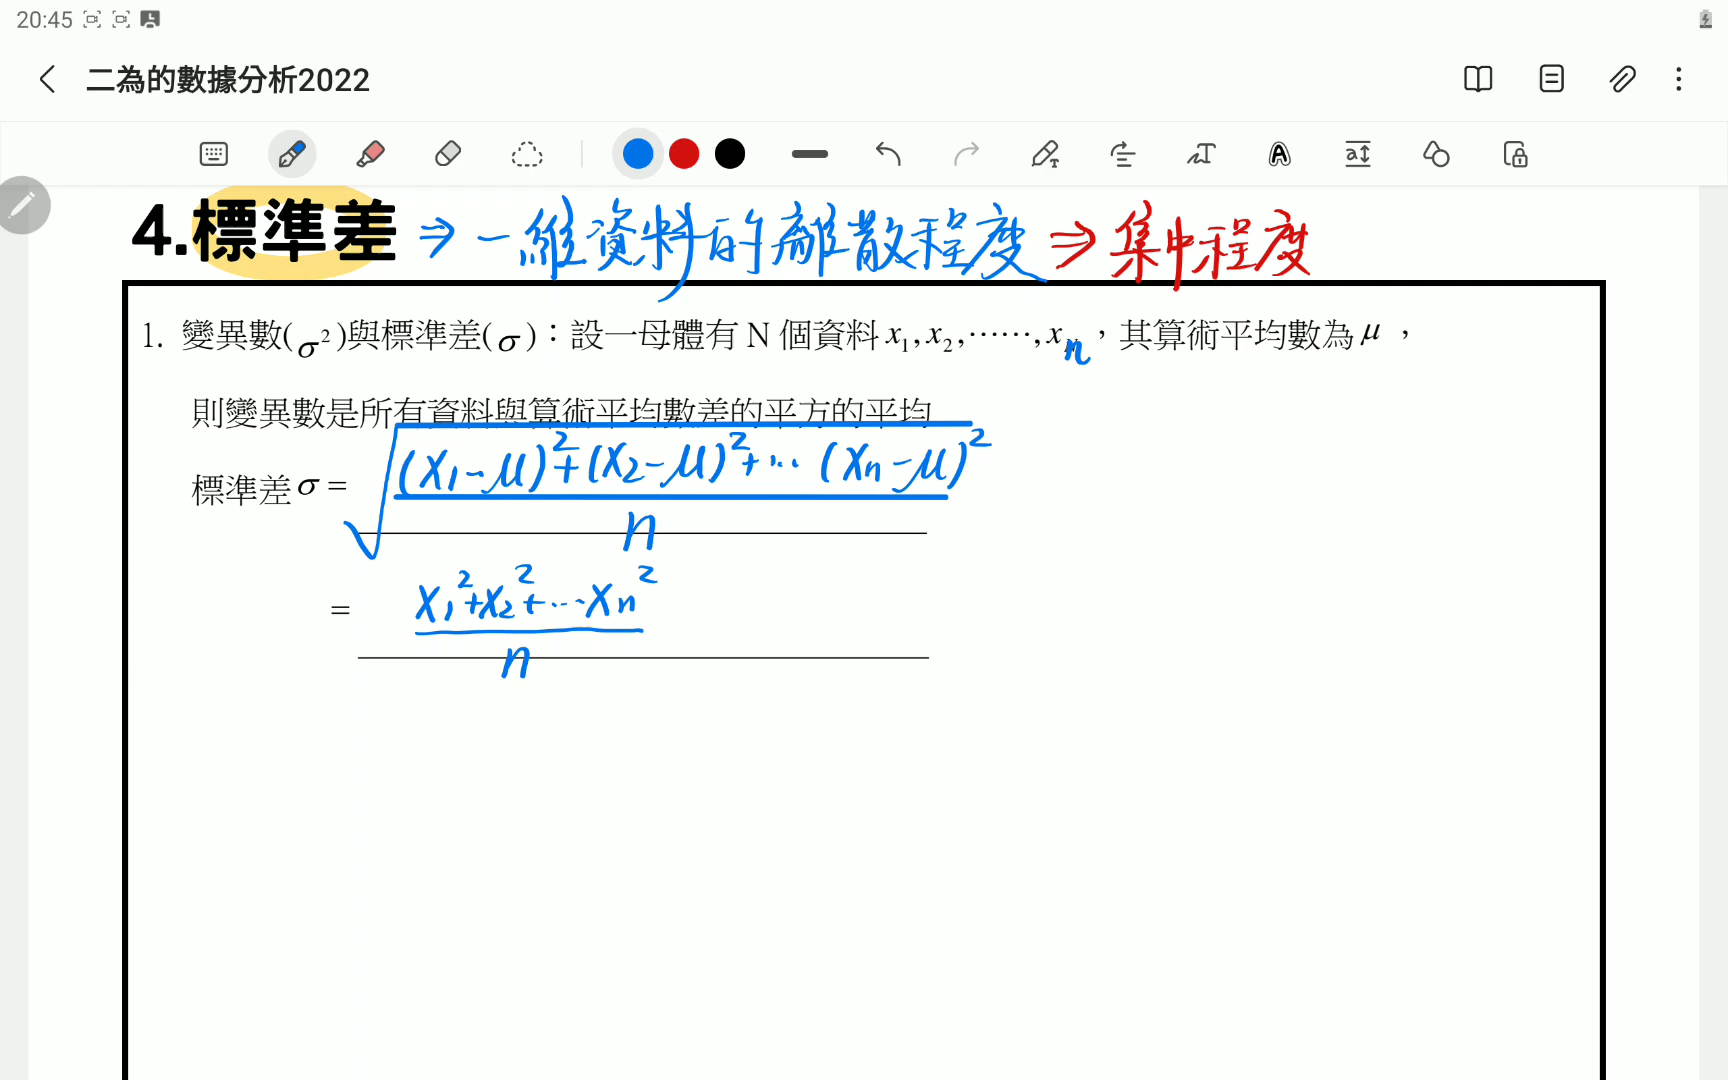 20:45
二為的數據分析2022
4.標準差 ⇒ 一維資料的離散程度 ⇒ 集中程度
1. 變異數(σ²)與標準差(σ)：設一母體有 N 個資料 x₁, x₂, ⋯⋯, xₙ，其算術平均數為 μ，
則變異數是所有資料與算術平均數差的平方的平均
標準差 σ = √(((x₁-μ)²+(x₂-μ)²+⋯(xₙ-μ)²)/n)
= (x₁²+x₂²+⋯xₙ²)/n